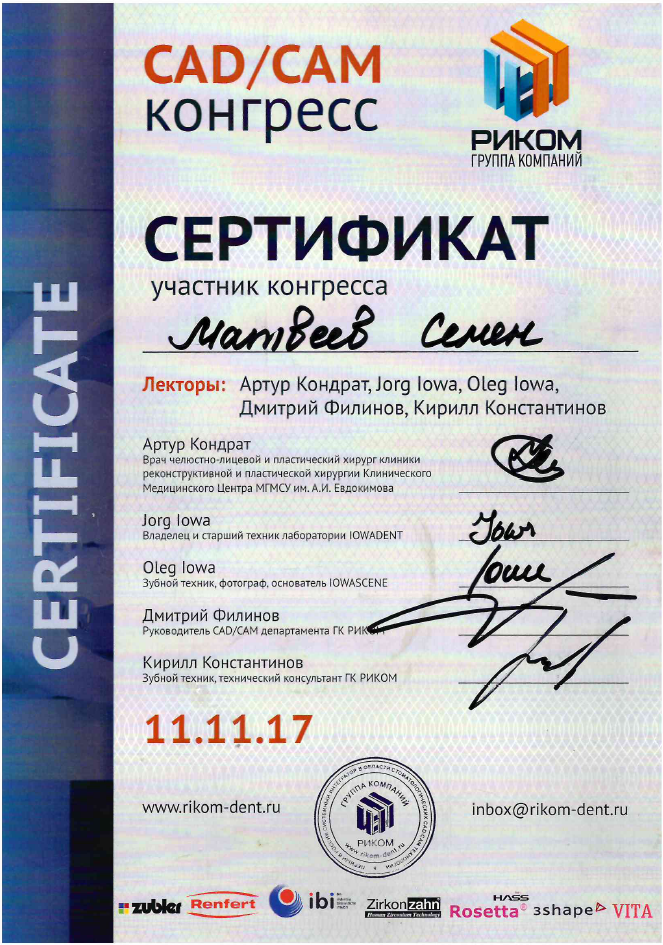 CAD/CAM
конгресс
РИКОМ
ГРУППА КОМПАНИЙ
CERTIFICATE
СЕРТИФИКАТ
участник конгресса
Матвеев Семен
Лекторы: Артур Кондрат, Jorg Iowa, Oleg Iowa,
Дмитрий Филинов, Кирилл Константинов
Артур Кондрат
Врач челюстно-лицевой и пластический хирург клиники
реконструктивной и пластической хирургии Клинического
Медицинского Центра МГМСУ им. А.И. Евдокимова
Jorg Iowa
Владелец и старший техник лаборатории IOWADENT
Iowa
Oleg Iowa
Зубной техник, фотограф, основатель IOWASCENE
Дмитрий Филинов
Руководитель CAD/CAM департамента ГК РИКОМ
Кирилл Константинов
Зубной техник, технический консультант ГК РИКОМ
11.11.17
www.rikom-dent.ru
ГРУППА КОМПАНИЙ
РИКОМ
www.rikom-dent.ru
inbox@rikom-dent.ru
zubler
Renfert
ibi
Zirkonzahn
Human Zirconium Technology
HASS
Rosetta®
3shape
VITA